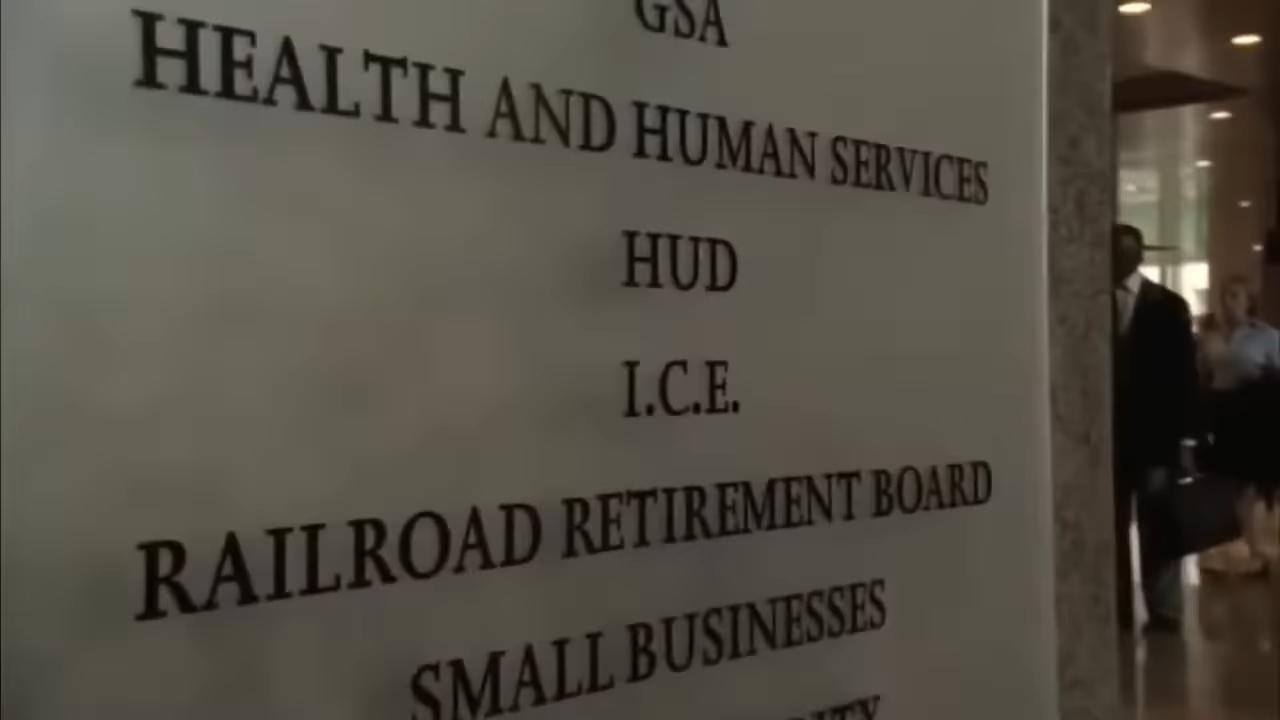 GSA
HEALTH AND HUMAN SERVICES
HUD
I.C.E.
RAILROAD RETIREMENT BOARD
SMALL BUSINESSES